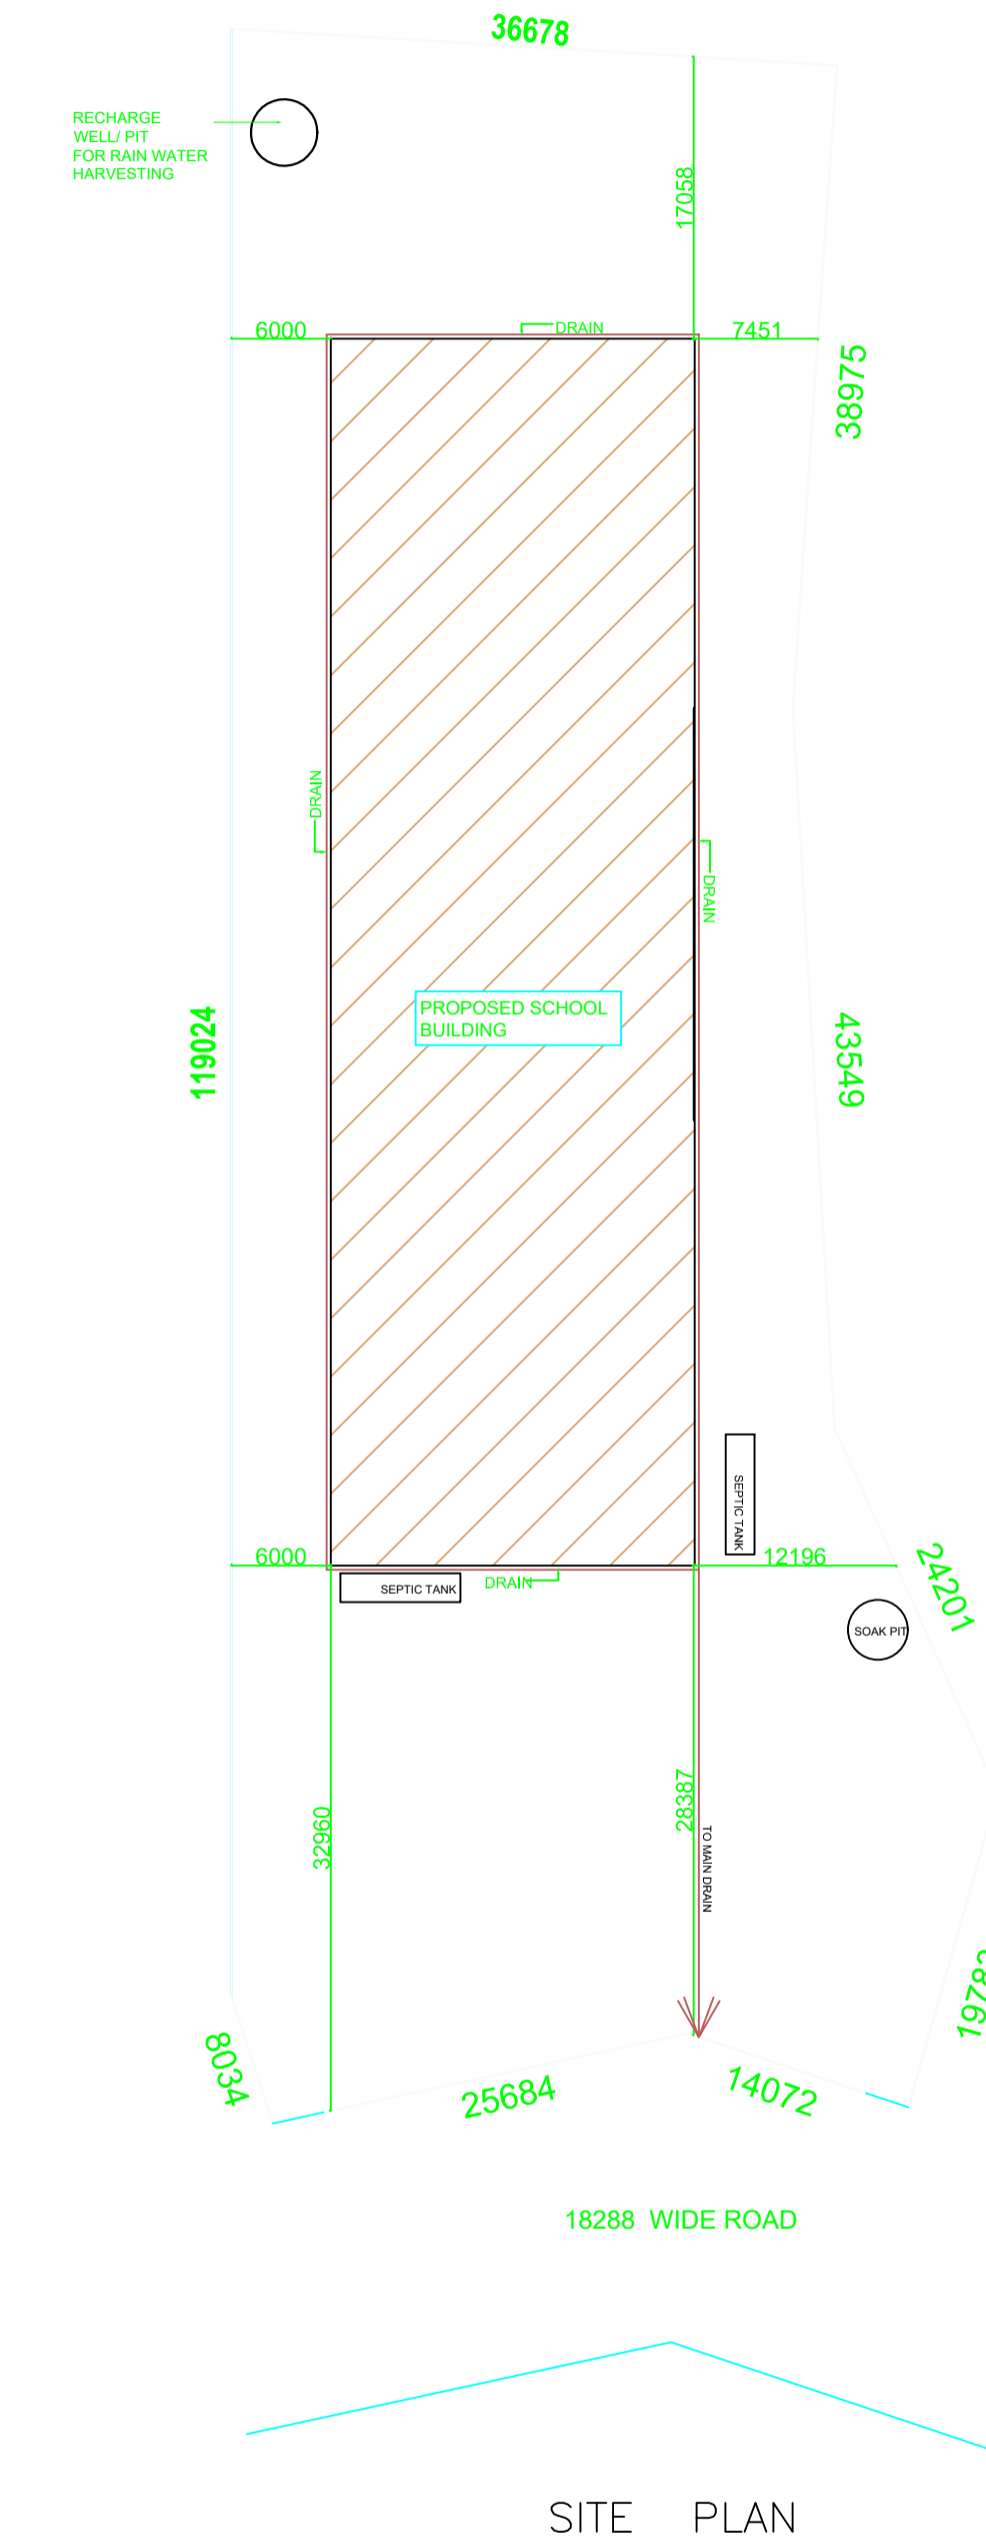 36678
RECHARGE
WELL/ PIT
FOR RAIN WATER
HARVESTING
17058
6000
DRAIN
7451
38975
DRAIN
DRAIN
PROPOSED SCHOOL
BUILDING
119024
43549
SEPTIC TANK
6000
12196
24201
SEPTIC TANK
DRAIN
SOAK PIT
28387
32960
TO MAIN DRAIN
8034
25684
14072
18288 WIDE ROAD
SITE PLAN